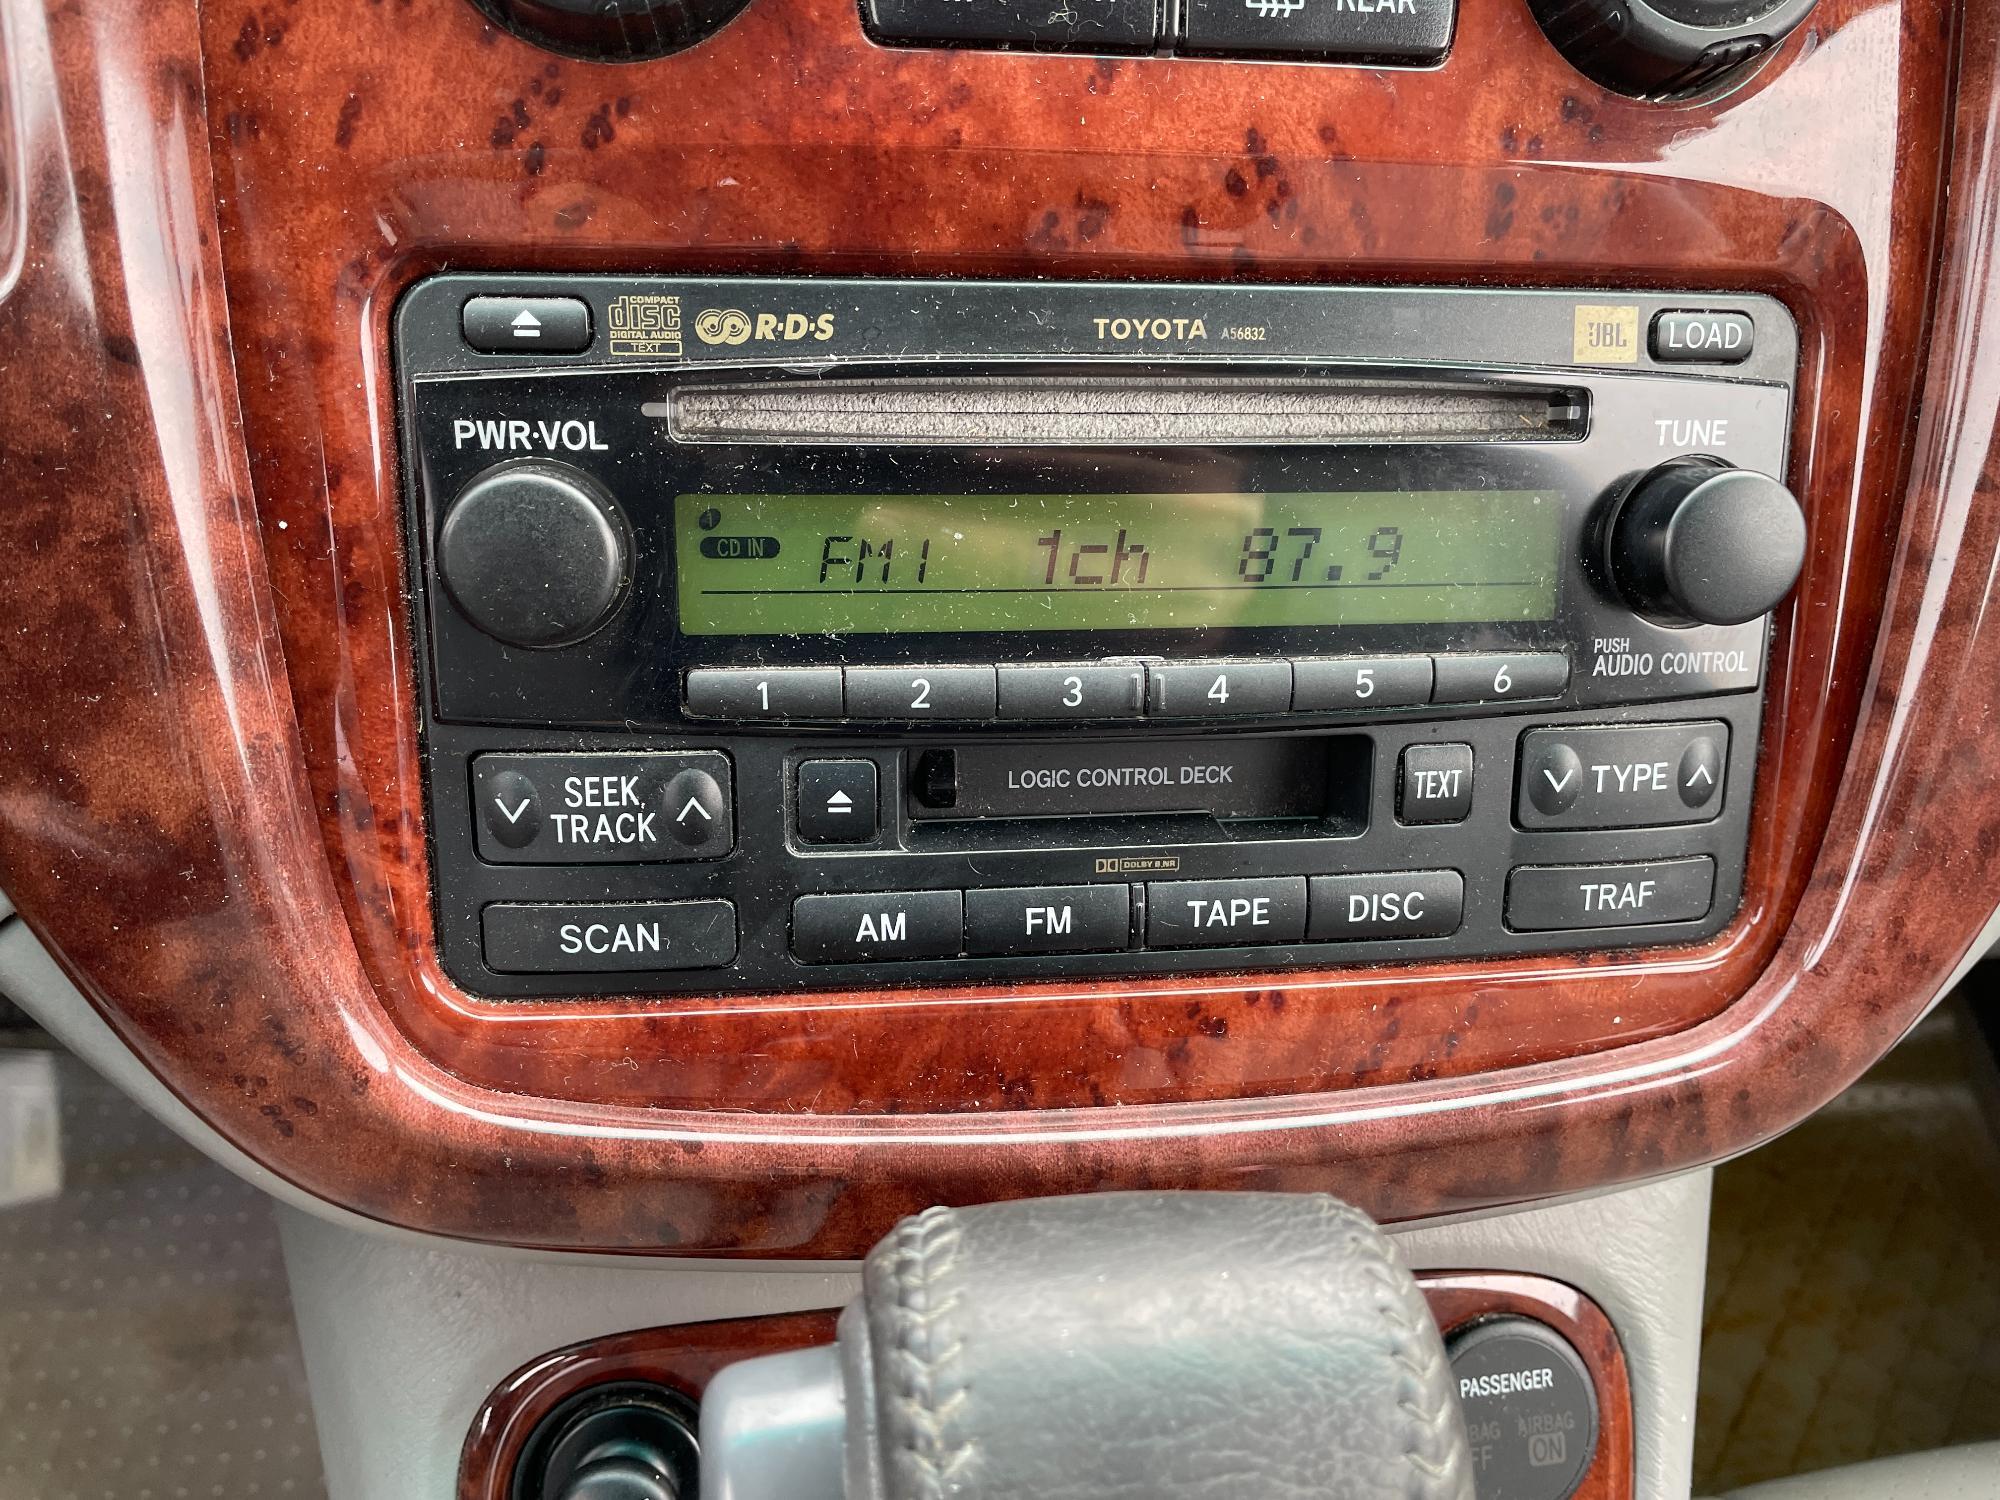 REAR
COMPACT
disc
DIGITAL AUDIO
TEXT
R·D·S
TOYOTA A56832
JBL
LOAD
PWR·VOL
TUNE
1
CD IN
FM1 1ch 87.9
PUSH
AUDIO CONTROL
1 2 3 4 5 6
SEEK
TRACK
LOGIC CONTROL DECK
TEXT
TYPE
DOLBY B NR
SCAN
AM FM TAPE DISC
TRAF
PASSENGER
AIRBAG
ON